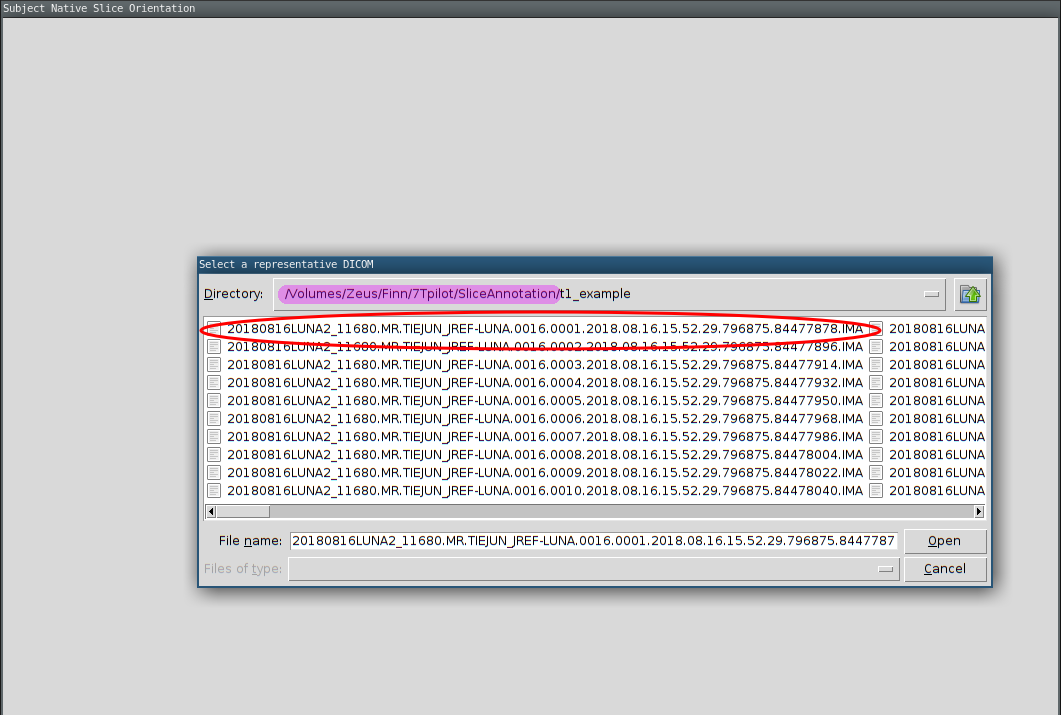 Subject Native Slice Orientation
Select a representative DICOM
Directory: /Volumes/Zeus/Finn/7Tpilot/SliceAnnotation/t1_example
20180816LUNA2_11680.MR.TIEJUN_JREF-LUNA.0016.0001.2018.08.16.15.52.29.796875.84477878.IMA 20180816LUNA
20180816LUNA2_11680.MR.TIEJUN_JREF-LUNA.0016.0002.2018.08.16.15.52.29.796875.84477896.IMA 20180816LUNA
20180816LUNA2_11680.MR.TIEJUN_JREF-LUNA.0016.0003.2018.08.16.15.52.29.796875.84477914.IMA 20180816LUNA
20180816LUNA2_11680.MR.TIEJUN_JREF-LUNA.0016.0004.2018.08.16.15.52.29.796875.84477932.IMA 20180816LUNA
20180816LUNA2_11680.MR.TIEJUN_JREF-LUNA.0016.0005.2018.08.16.15.52.29.796875.84477950.IMA 20180816LUNA
20180816LUNA2_11680.MR.TIEJUN_JREF-LUNA.0016.0006.2018.08.16.15.52.29.796875.84477968.IMA 20180816LUNA
20180816LUNA2_11680.MR.TIEJUN_JREF-LUNA.0016.0007.2018.08.16.15.52.29.796875.84477986.IMA 20180816LUNA
20180816LUNA2_11680.MR.TIEJUN_JREF-LUNA.0016.0008.2018.08.16.15.52.29.796875.84478004.IMA 20180816LUNA
20180816LUNA2_11680.MR.TIEJUN_JREF-LUNA.0016.0009.2018.08.16.15.52.29.796875.84478022.IMA 20180816LUNA
20180816LUNA2_11680.MR.TIEJUN_JREF-LUNA.0016.0010.2018.08.16.15.52.29.796875.84478040.IMA 20180816LUNA
File name: 20180816LUNA2_11680.MR.TIEJUN_JREF-LUNA.0016.0001.2018.08.16.15.52.29.796875.8447787 Open
Files of type: Cancel